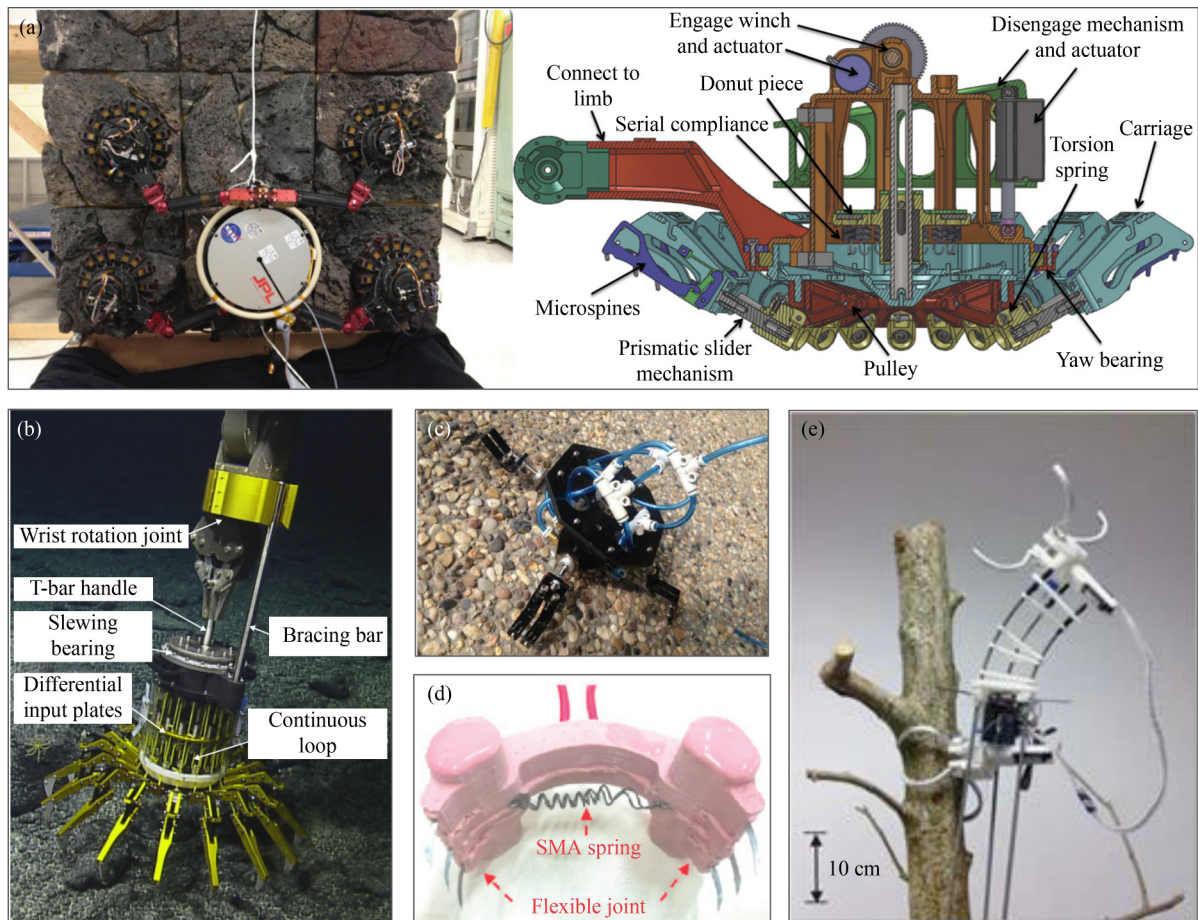 (a)
NASA
JPL
Engage winch
and actuator
Disengage mechanism
and actuator
Connect to
limb
Donut piece
Serial compliance
Torsion
spring
Carriage
Microspines
Prismatic slider
mechanism
Pulley
Yaw bearing
(b)
Wrist rotation joint
T-bar handle
Slewing
bearing
Bracing bar
Differential
input plates
Continuous
loop
(c)
(d)
SMA spring
Flexible joint
(e)
10 cm